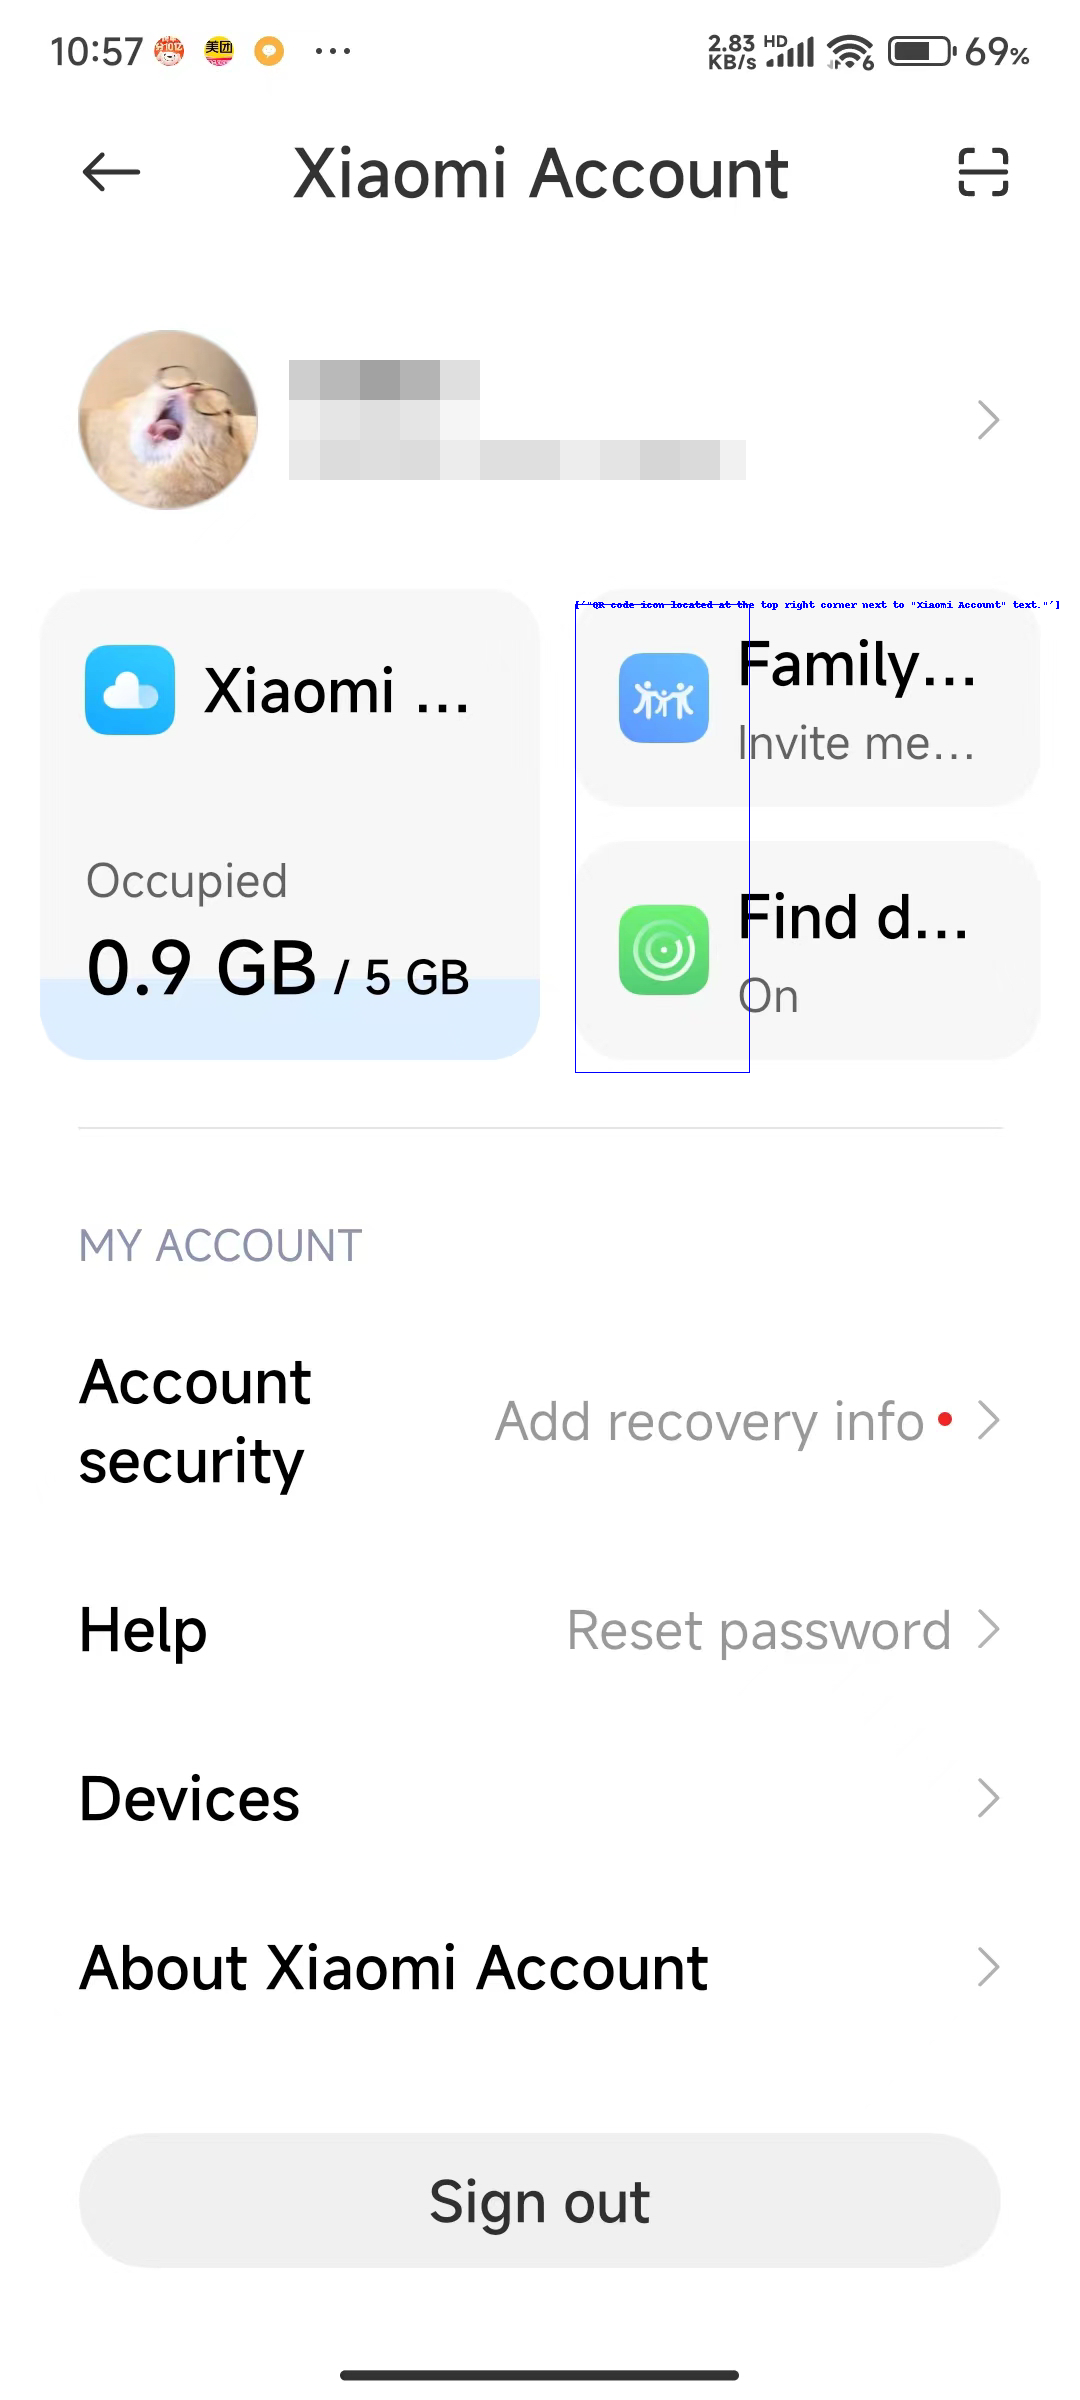 10:57
美团
2.83
KB/s
HD
6
69%
Xiaomi Account
['"QR code icon located at the top right corner next to "Xiaomi Account" text."']
Xiaomi ...
Family...
Invite me...
Occupied
0.9 GB / 5 GB
Find d...
On
MY ACCOUNT
Account
security
Add recovery info
Help
Reset password
Devices
About Xiaomi Account
Sign out